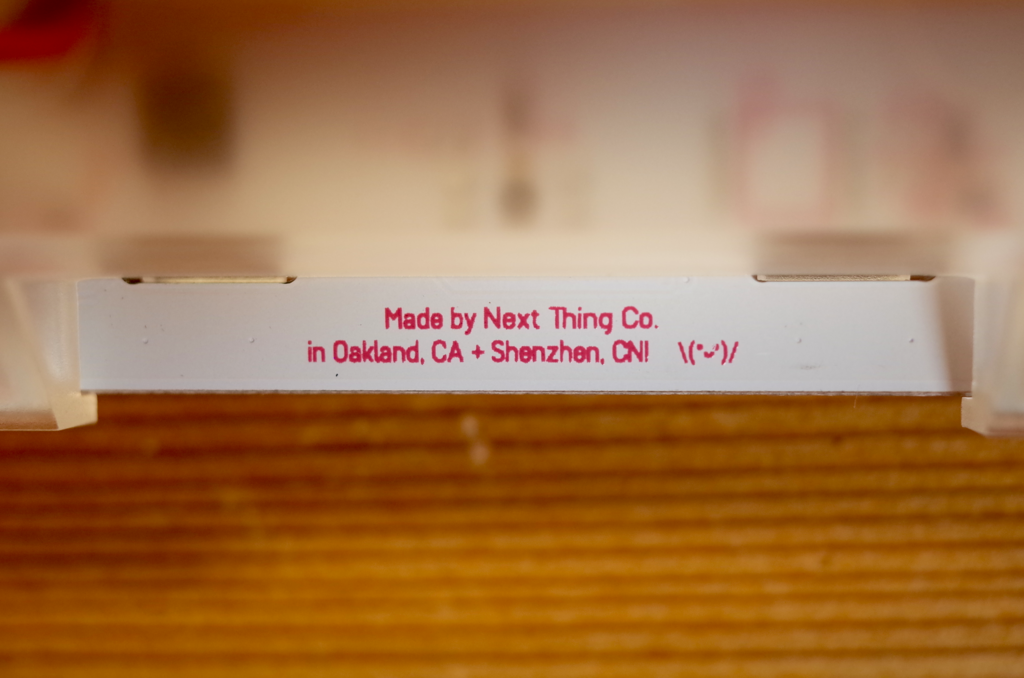 Made by Next Thing Co.
in Oakland, CA + Shenzhen, CN! \(°⌣°)/